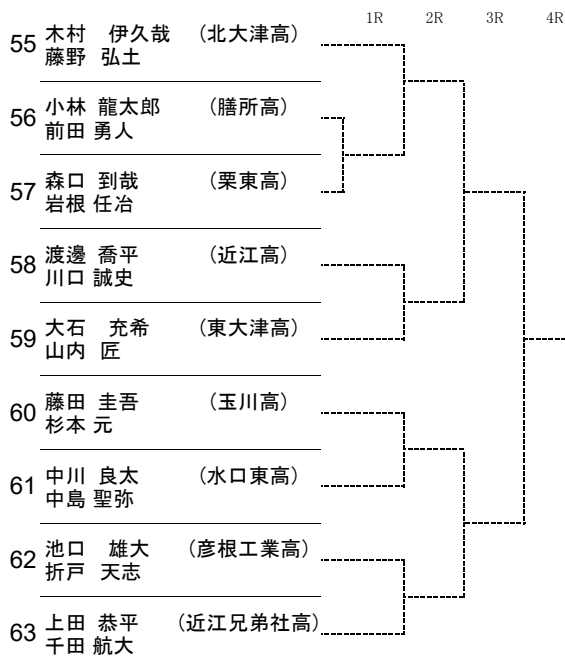 1R 2R 3R 4R
55 木村 伊久哉 （北大津高）
藤野 弘土
56 小林 龍太郎 （膳所高）
前田 勇人
57 森口 到哉 （栗東高）
岩根 任冶
58 渡邊 喬平 （近江高）
川口 誠史
59 大石 充希 （東大津高）
山内 匠
60 藤田 圭吾 （玉川高）
杉本 元
61 中川 良太 （水口東高）
中島 聖弥
62 池口 雄大 （彦根工業高）
折戸 天志
63 上田 恭平 （近江兄弟社高）
千田 航大